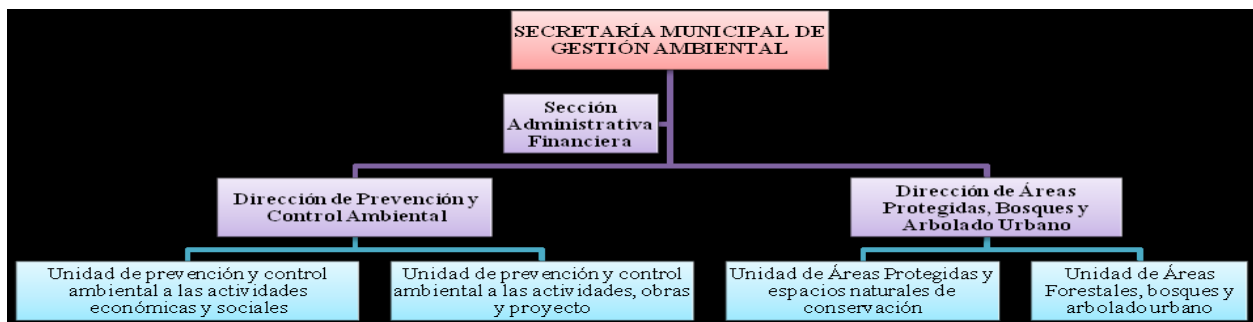 SECRETARÍA MUNICIPAL DE
GESTIÓN AMBIENTAL
Sección
Administrativa
Financiera
Dirección de Prevención y
Control Ambiental
Dirección de Áreas
Protegidas, Bosques y
Arbolado Urbano
Unidad de prevención y control
ambiental a las actividades
económicas y sociales
Unidad de prevención y control
ambiental a las actividades, obras
y proyecto
Unidad de Áreas Protegidas y
espacios naturales de
conservación
Unidad de Áreas
Forestales, bosques y
arbolado urbano